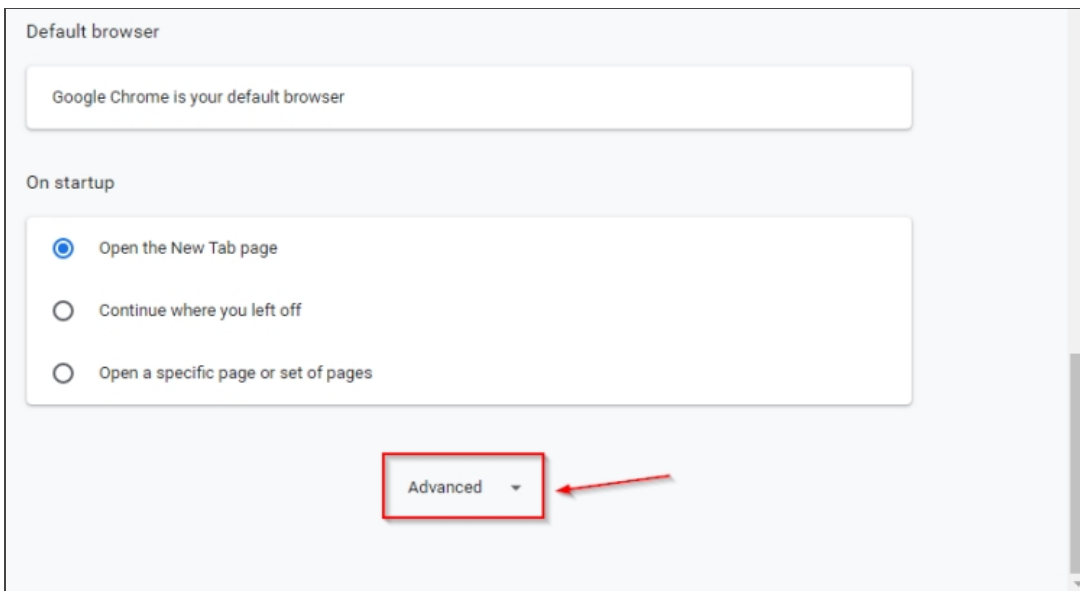 Default browser
Google Chrome is your default browser
On startup
Open the New Tab page
Continue where you left off
Open a specific page or set of pages
Advanced